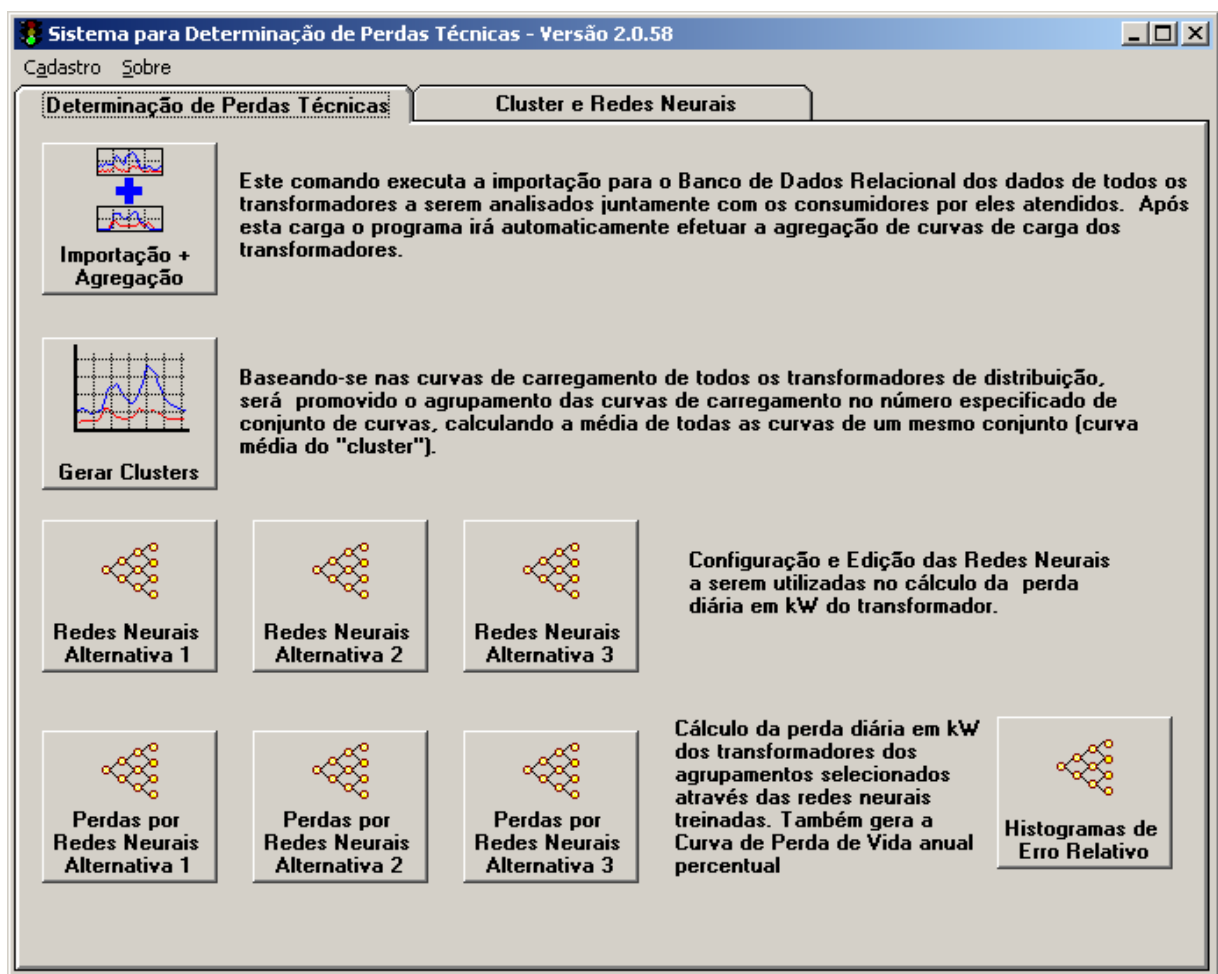 Sistema para Determinação de Perdas Técnicas - Versão 2.0.58
Cadastro Sobre
Determinação de Perdas Técnicas
Cluster e Redes Neurais
Importação +
Agregação
Este comando executa a importação para o Banco de Dados Relacional dos dados de todos os
transformadores a serem analisados juntamente com os consumidores por eles atendidos. Após
esta carga o programa irá automaticamente efetuar a agregação de curvas de carga dos
transformadores.
Gerar Clusters
Baseando-se nas curvas de carregamento de todos os transformadores de distribuição,
será promovido o agrupamento das curvas de carregamento no número especificado de
conjunto de curvas, calculando a média de todas as curvas de um mesmo conjunto (curva
média do "cluster").
Redes Neurais
Alternativa 1
Redes Neurais
Alternativa 2
Redes Neurais
Alternativa 3
Configuração e Edição das Redes Neurais
a serem utilizadas no cálculo da perda
diária em kW do transformador.
Perdas por
Redes Neurais
Alternativa 1
Perdas por
Redes Neurais
Alternativa 2
Perdas por
Redes Neurais
Alternativa 3
Cálculo da perda diária em kW
dos transformadores dos
agrupamentos selecionados
através das redes neurais
treinadas. Também gera a
Curva de Perda de Vida anual
percentual
Histogramas de
Erro Relativo